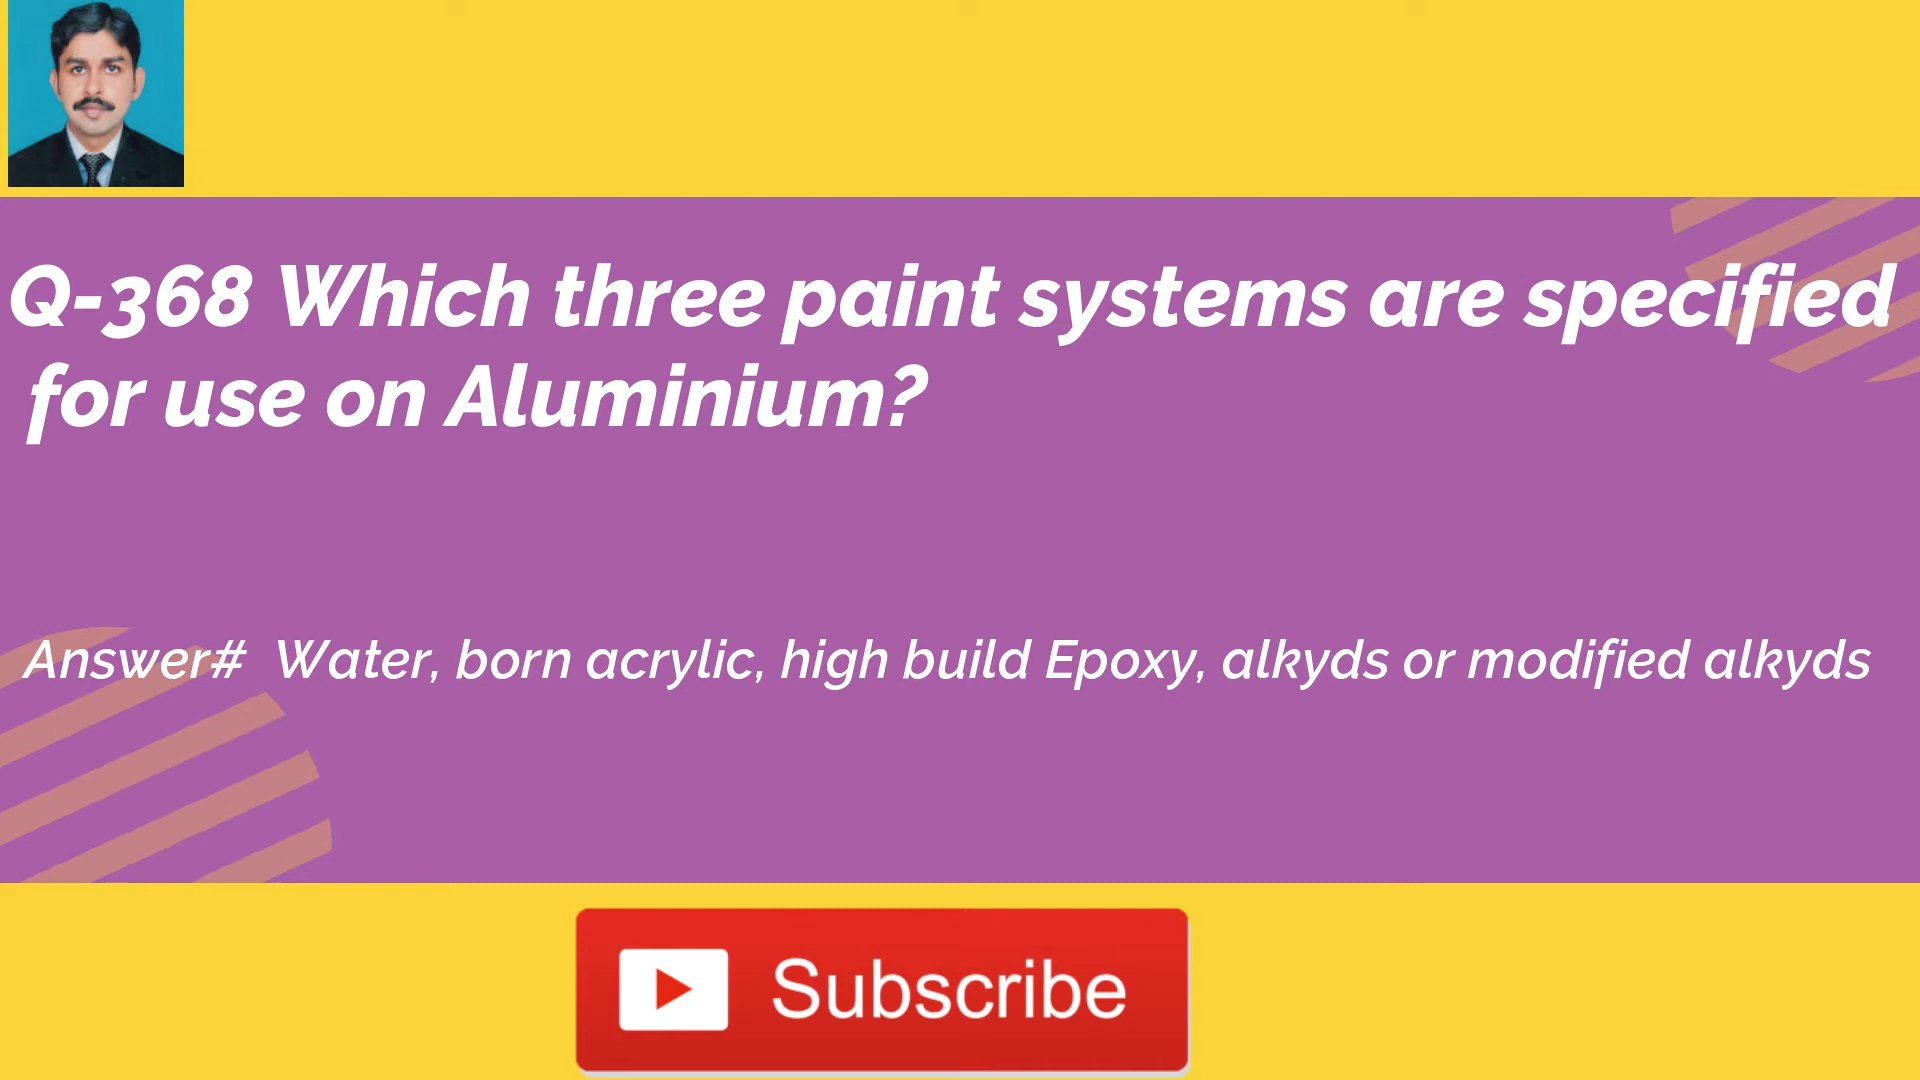 Q-368 Which three paint systems are specified
for use on Aluminium?
Answer# Water, born acrylic, high build Epoxy, alkyds or modified alkyds
Subscribe